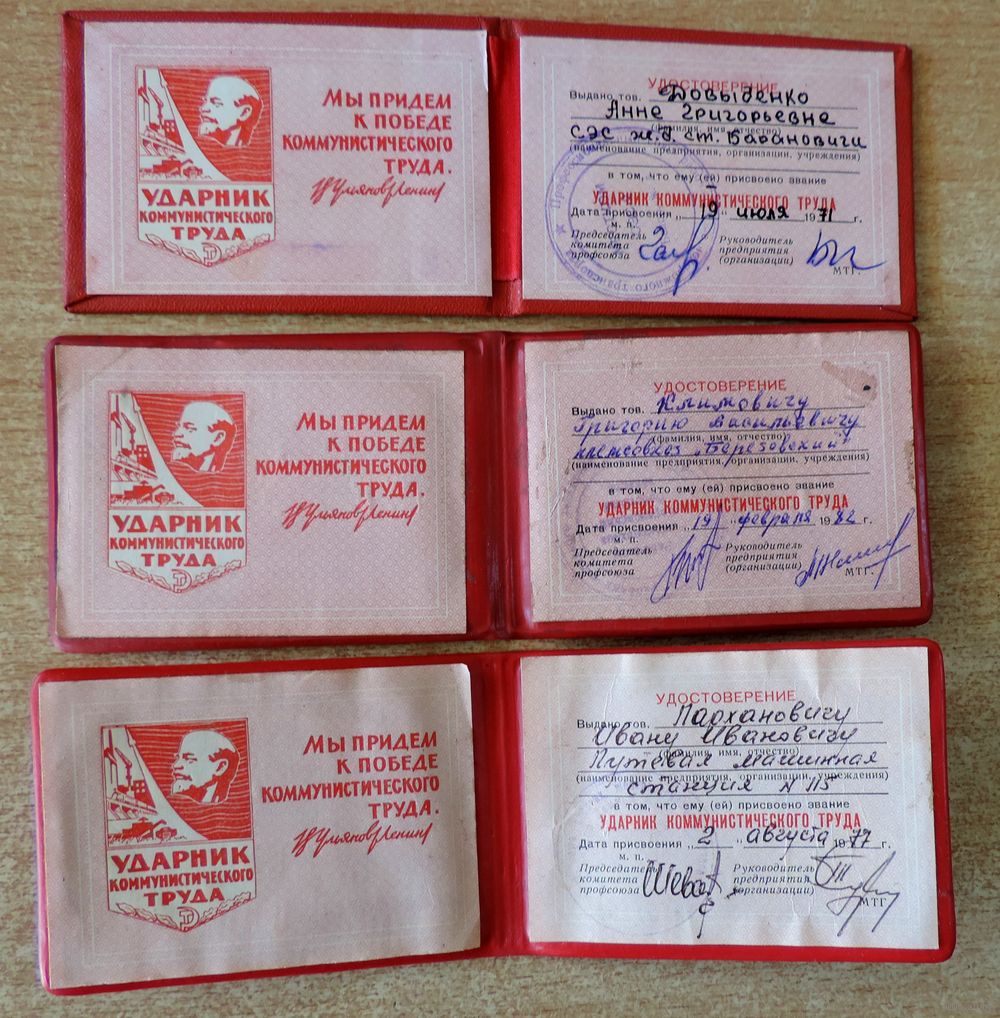 Мы придем
к победе
коммунистического
труда.
В. Ульянов (Ленин)
УДАРНИК
КОММУНИСТИЧЕСКОГО
ТРУДА
УДОСТОВЕРЕНИЕ
Выдано тов. Довыденко
Анне Григорьевне
(фамилия, имя, отчество)
СЭС ж.д. ст. Барановичи
(наименование предприятия, организации, учреждения)
в том, что ему (ей) присвоено звание
УДАРНИК КОММУНИСТИЧЕСКОГО ТРУДА
Дата присвоения „19" июля 1971 г.
м. п.
Председатель
комитета
профсоюза
Руководитель
предприятия
(организации)
МТГ
Мы придем
к победе
коммунистического
труда.
В. Ульянов (Ленин)
УДАРНИК
КОММУНИСТИЧЕСКОГО
ТРУДА
УДОСТОВЕРЕНИЕ
Выдано тов. Климовичу
Григорию Васильевичу
(фамилия, имя, отчество)
племсовхоз „Березовский"
(наименование предприятия, организации, учреждения)
в том, что ему (ей) присвоено звание
УДАРНИК КОММУНИСТИЧЕСКОГО ТРУДА
Дата присвоения „19" февраля 1982 г.
м. п.
Председатель
комитета
профсоюза
Руководитель
предприятия
(организации)
МТГ.
Мы придем
к победе
коммунистического
труда.
В. Ульянов (Ленин)
УДАРНИК
КОММУНИСТИЧЕСКОГО
ТРУДА
УДОСТОВЕРЕНИЕ
Выдано тов. Пархановичу
Ивану Ивановичу
(фамилия, имя, отчество)
Путевая машинная
(наименование предприятия, организации, учреждения)
станция N 115
в том, что ему (ей) присвоено звание
УДАРНИК КОММУНИСТИЧЕСКОГО ТРУДА
Дата присвоения „2" августа 1977 г.
м. п.
Председатель
комитета
профсоюза
Руководитель
предприятия
(организации)
МТГ